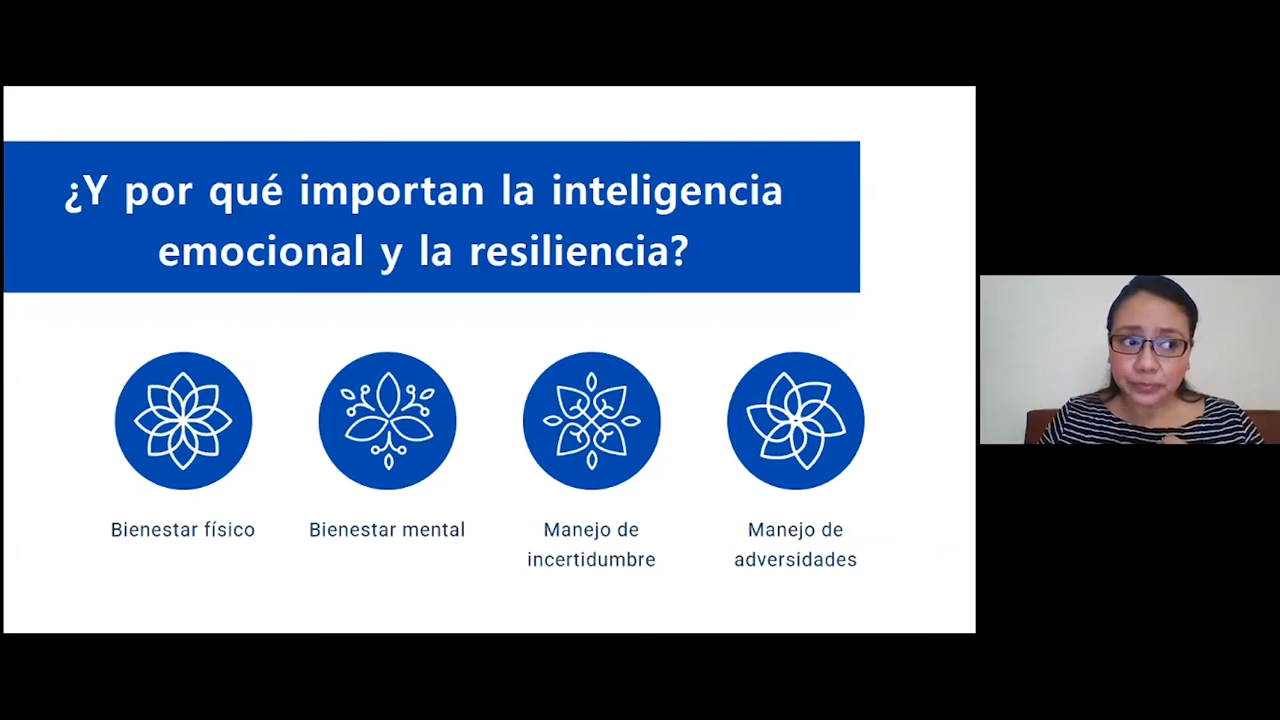 ¿Y por qué importan la inteligencia
emocional y la resiliencia?
Bienestar físico
Bienestar mental
Manejo de
incertidumbre
Manejo de
adversidades